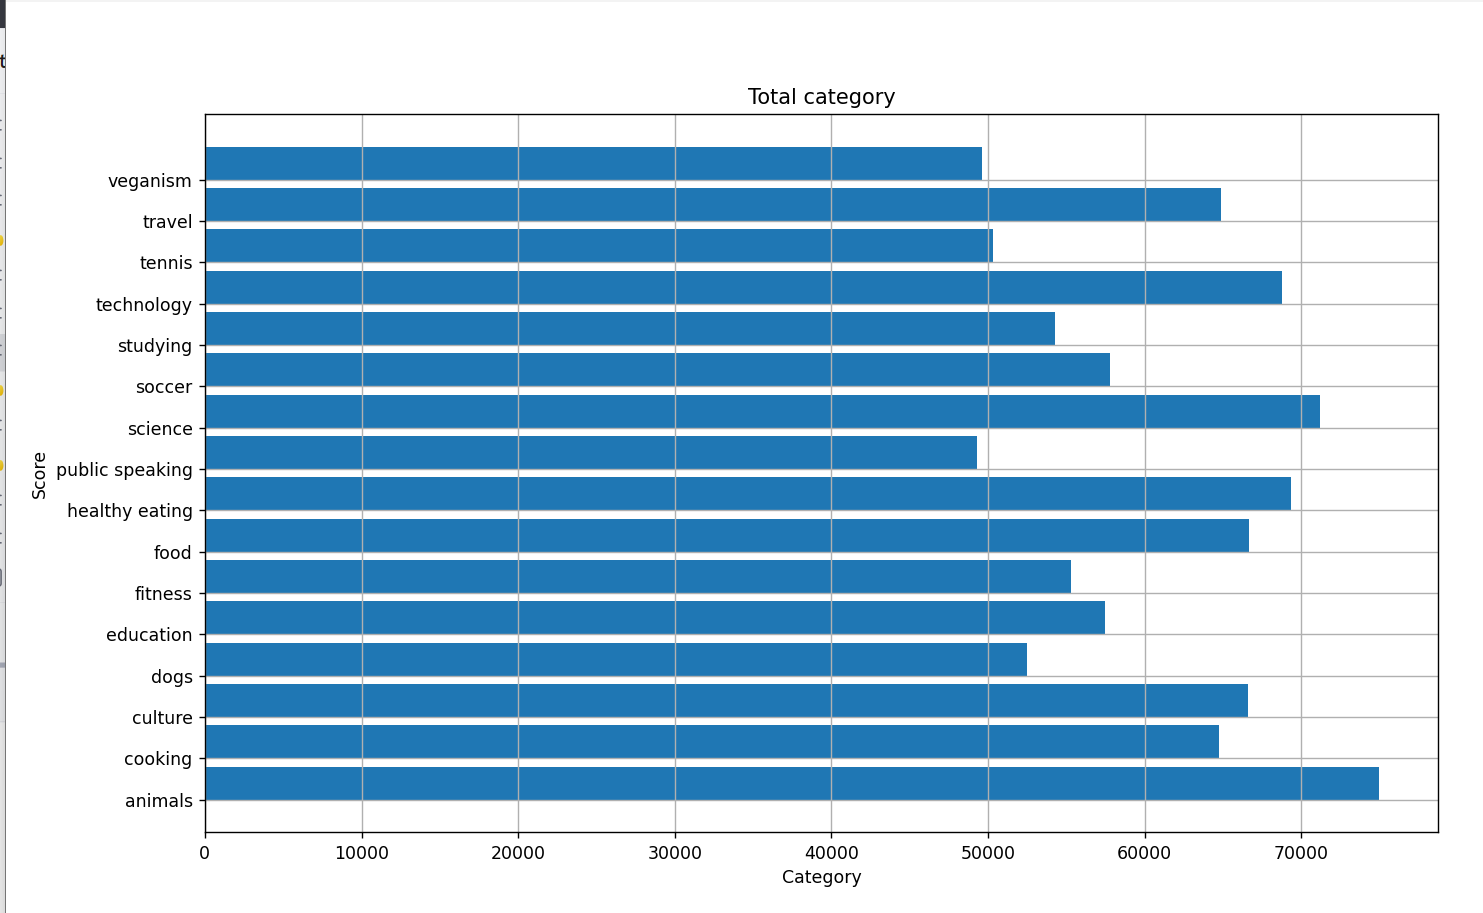 Total category
veganism
travel
tennis
technology
studying
soccer
science
public speaking
healthy eating
food
fitness
education
dogs
culture
cooking
animals
Score
0 10000 20000 30000 40000 50000 60000 70000
Category